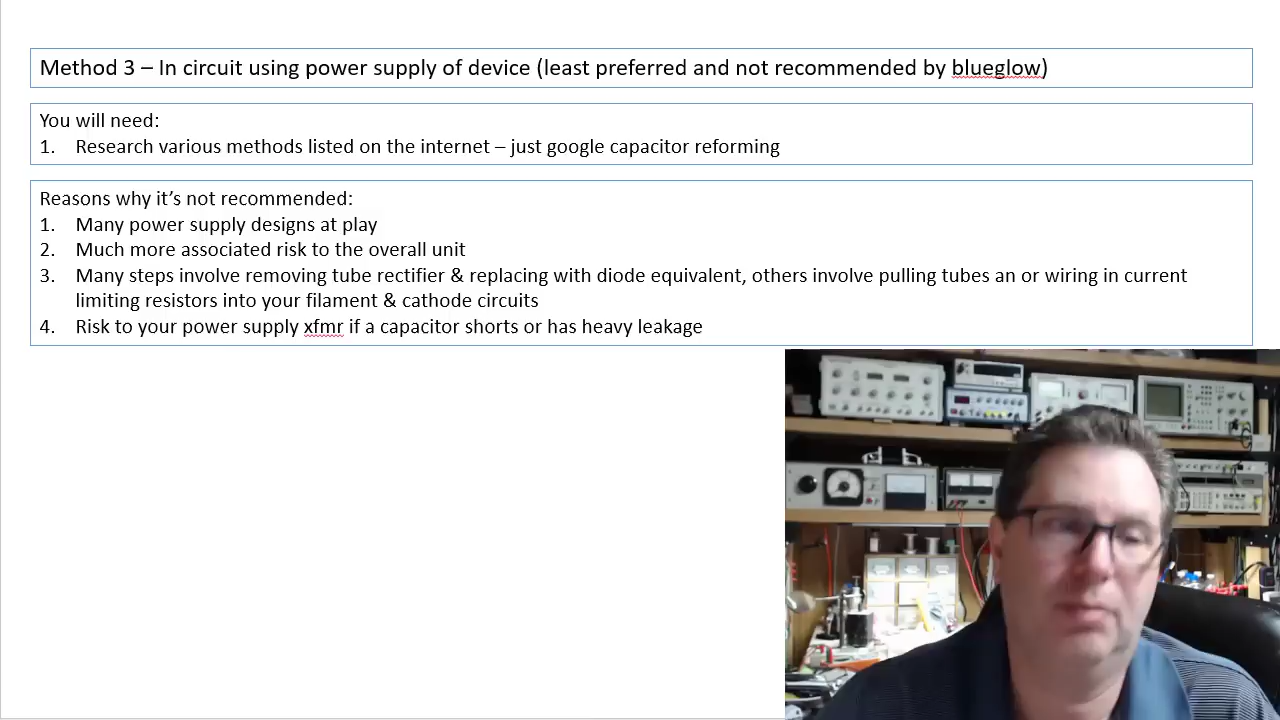 Method 3 – In circuit using power supply of device (least preferred and not recommended by blueglow)
You will need:
1. Research various methods listed on the internet – just google capacitor reforming
Reasons why it's not recommended:
1. Many power supply designs at play
2. Much more associated risk to the overall unit
3. Many steps involve removing tube rectifier & replacing with diode equivalent, others involve pulling tubes an or wiring in current
limiting resistors into your filament & cathode circuits
4. Risk to your power supply xfmr if a capacitor shorts or has heavy leakage